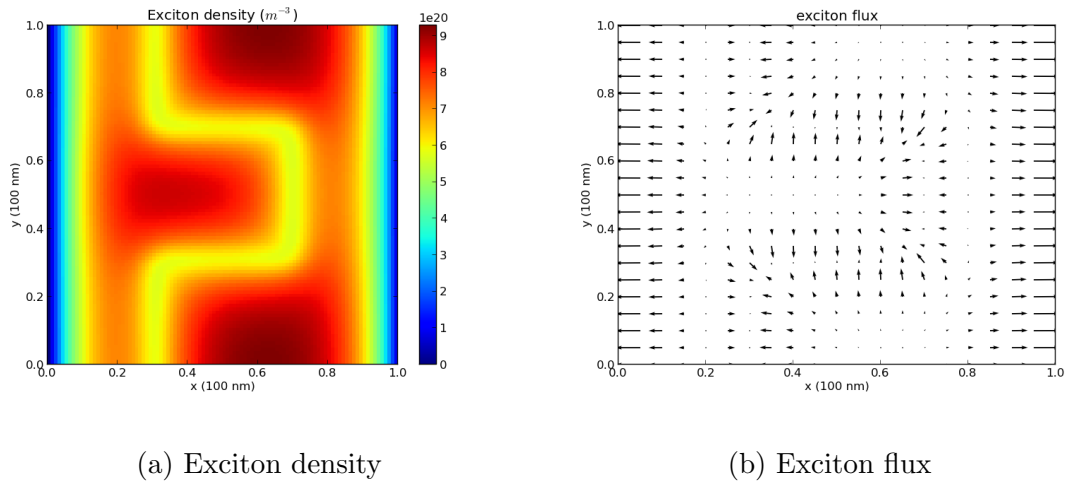 Exciton density (m⁻³)
1e20
1.0
0.8
0.6
0.4
0.2
0.0
y (100 nm)
0.0 0.2 0.4 0.6 0.8 1.0
x (100 nm)
9
8
7
6
5
4
3
2
1
0
exciton flux
1.0
0.8
0.6
0.4
0.2
0.0
y (100 nm)
0.0 0.2 0.4 0.6 0.8 1.0
x (100 nm)
(a) Exciton density
(b) Exciton flux